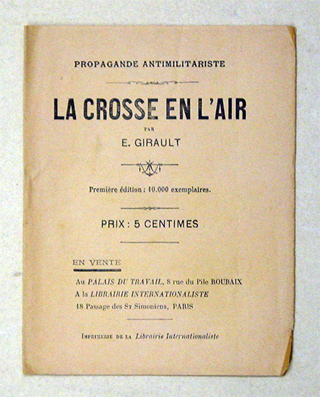 PROPAGANDE ANTIMILITARISTE
LA CROSSE EN L'AIR
PAR
E. GIRAULT
Première édition : 10.000 exemplaires.
PRIX : 5 CENTIMES
EN VENTE
Au PALAIS DU TRAVAIL, 8 rue du Pile ROUBAIX
A la LIBRAIRIE INTERNATIONALISTE
18 Passage des St Simoniens, PARIS
IMPRIMERIE DE LA Librairie Internationaliste